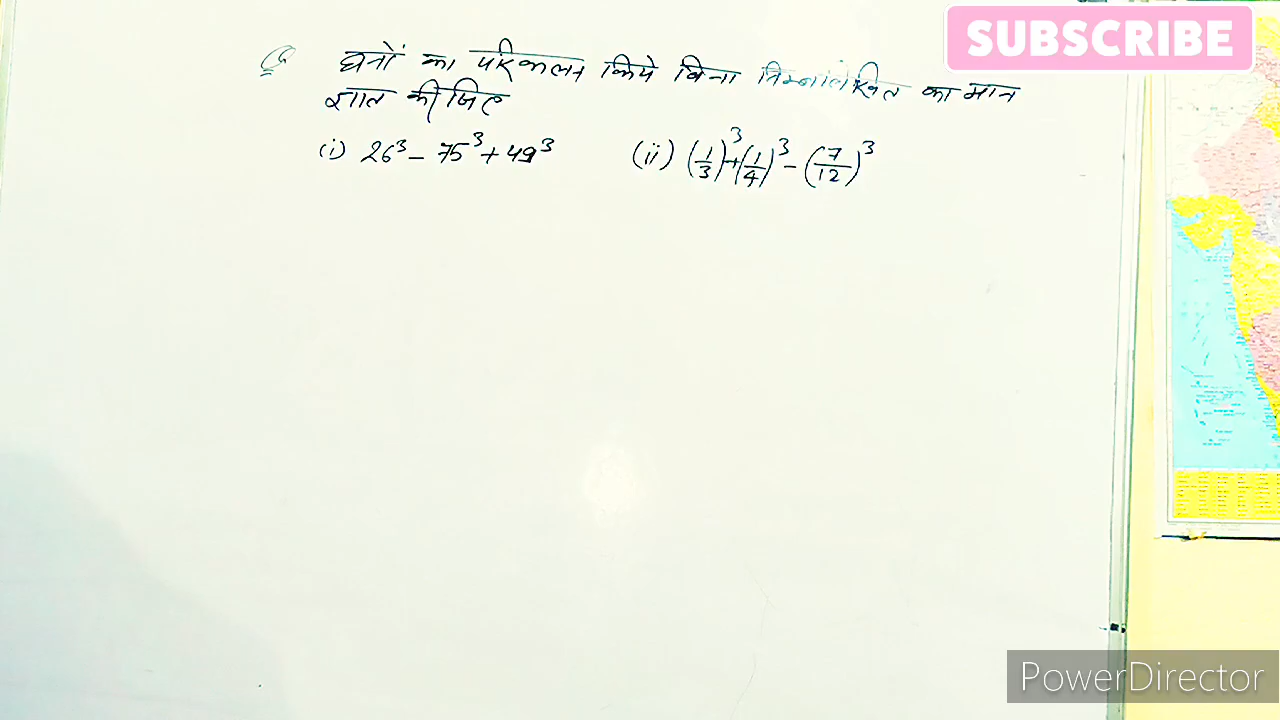 SUBSCRIBE
Q घनों का परिकलन किये बिना निम्नलिखित का मान
ज्ञात कीजिए
(i) 26³ - 75³ + 49³ (ii) (1/3)³ + (1/4)³ - (7/12)³
PowerDirector